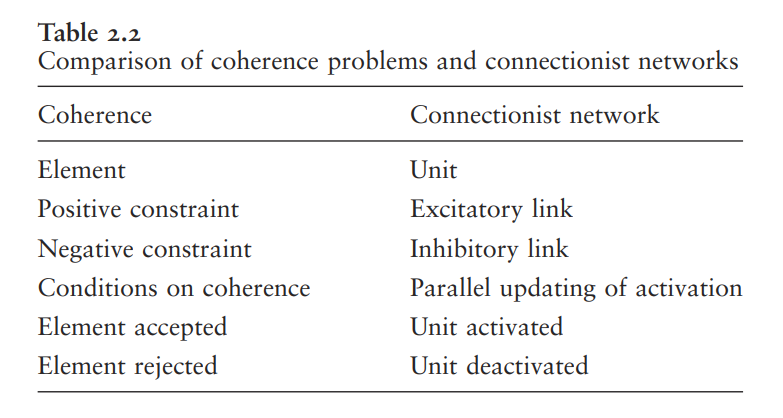 Table 2.2
Comparison of coherence problems and connectionist networks
Coherence Connectionist network
Element Unit
Positive constraint Excitatory link
Negative constraint Inhibitory link
Conditions on coherence Parallel updating of activation
Element accepted Unit activated
Element rejected Unit deactivated